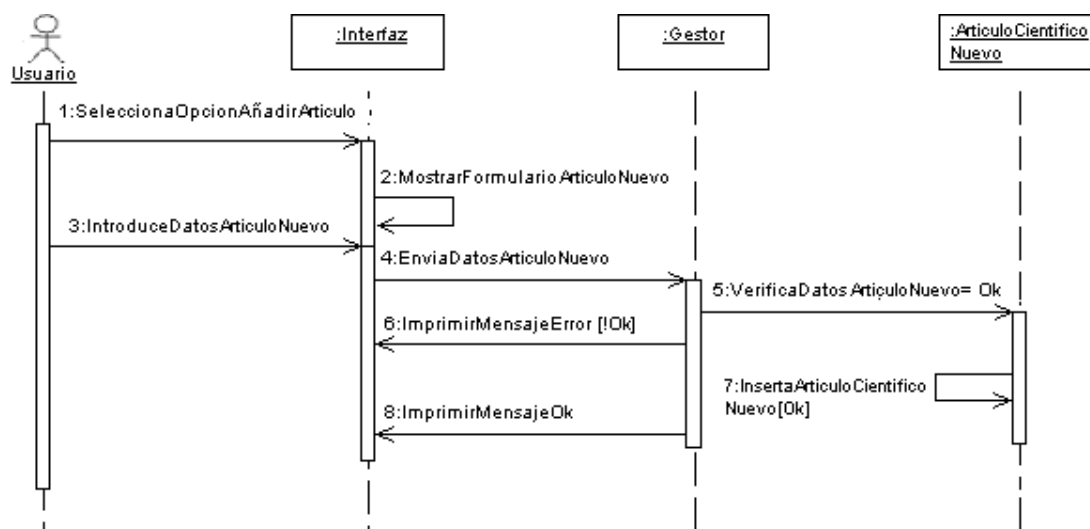 Usuario
:Interfaz
:Gestor
:ArticuloCientifico
Nuevo
1:SeleccionaOpcionAñadirArticulo
2:MostrarFormularioArticuloNuevo
3:IntroduceDatosArticuloNuevo
4:EnviaDatosArticuloNuevo
5:VerificaDatosArticuloNuevo= Ok
6:ImprimirMensajeError [!Ok]
7:InsertaArticuloCientifico
Nuevo[Ok]
8:ImprimirMensajeOk